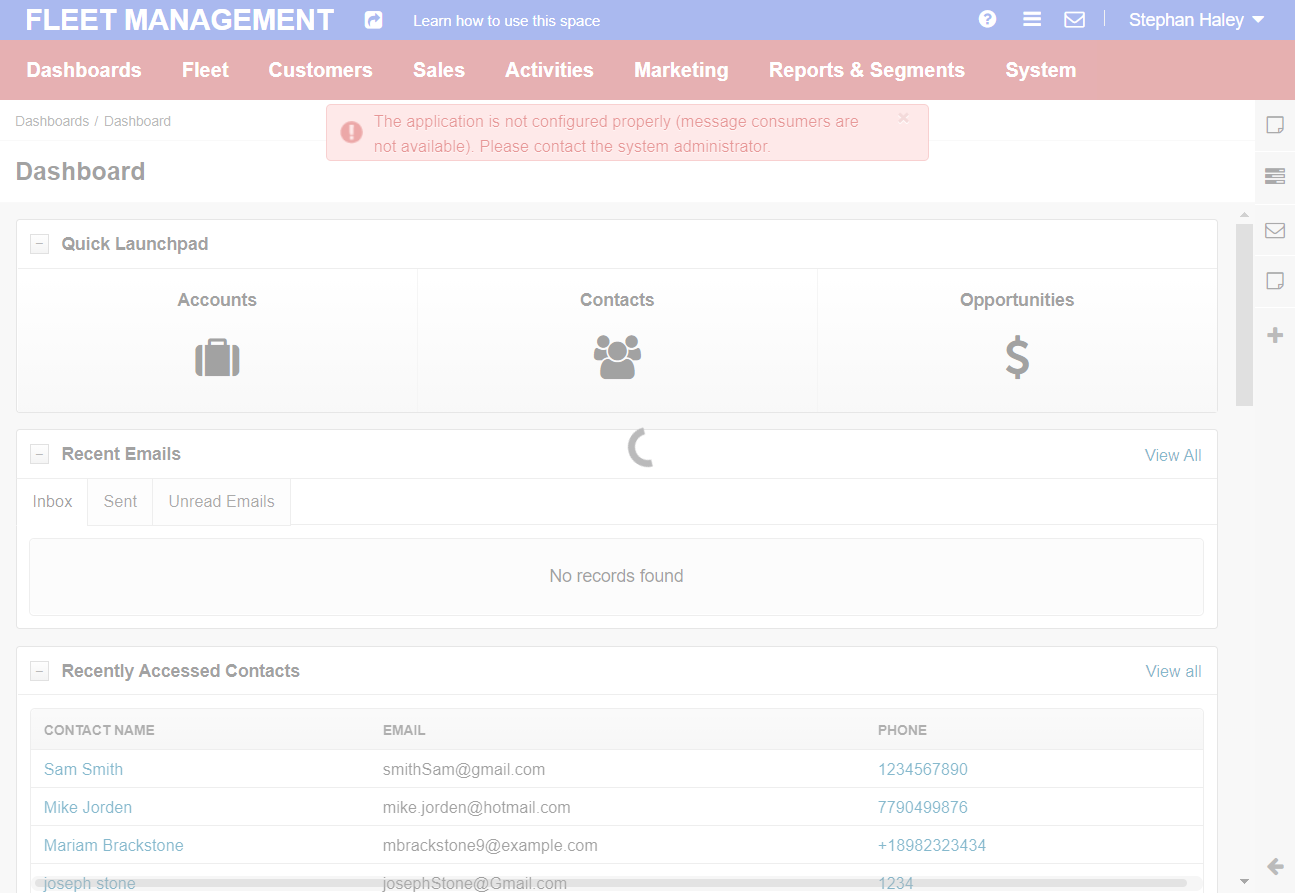 FLEET MANAGEMENT
Learn how to use this space
Stephan Haley
Dashboards
Fleet
Customers
Sales
Activities
Marketing
Reports & Segments
System
Dashboards / Dashboard
The application is not configured properly (message consumers are
not available). Please contact the system administrator.
×
Dashboard
Quick Launchpad
Accounts
Contacts
Opportunities
Recent Emails
View All
Inbox
Sent
Unread Emails
No records found
Recently Accessed Contacts
View all
CONTACT NAME EMAIL PHONE
Sam Smith smithSam@gmail.com 1234567890
Mike Jorden mike.jorden@hotmail.com 7790499876
Mariam Brackstone mbrackstone9@example.com +18982323434
joseph stone josephStone@Gmail.com 1234